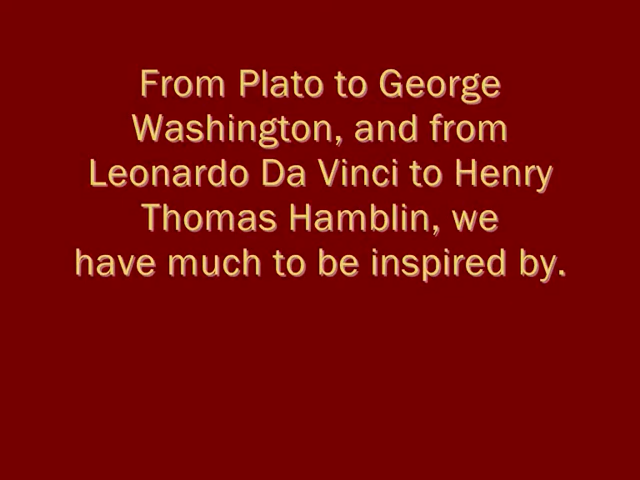 From Plato to George
Washington, and from
Leonardo Da Vinci to Henry
Thomas Hamblin, we
have much to be inspired by.